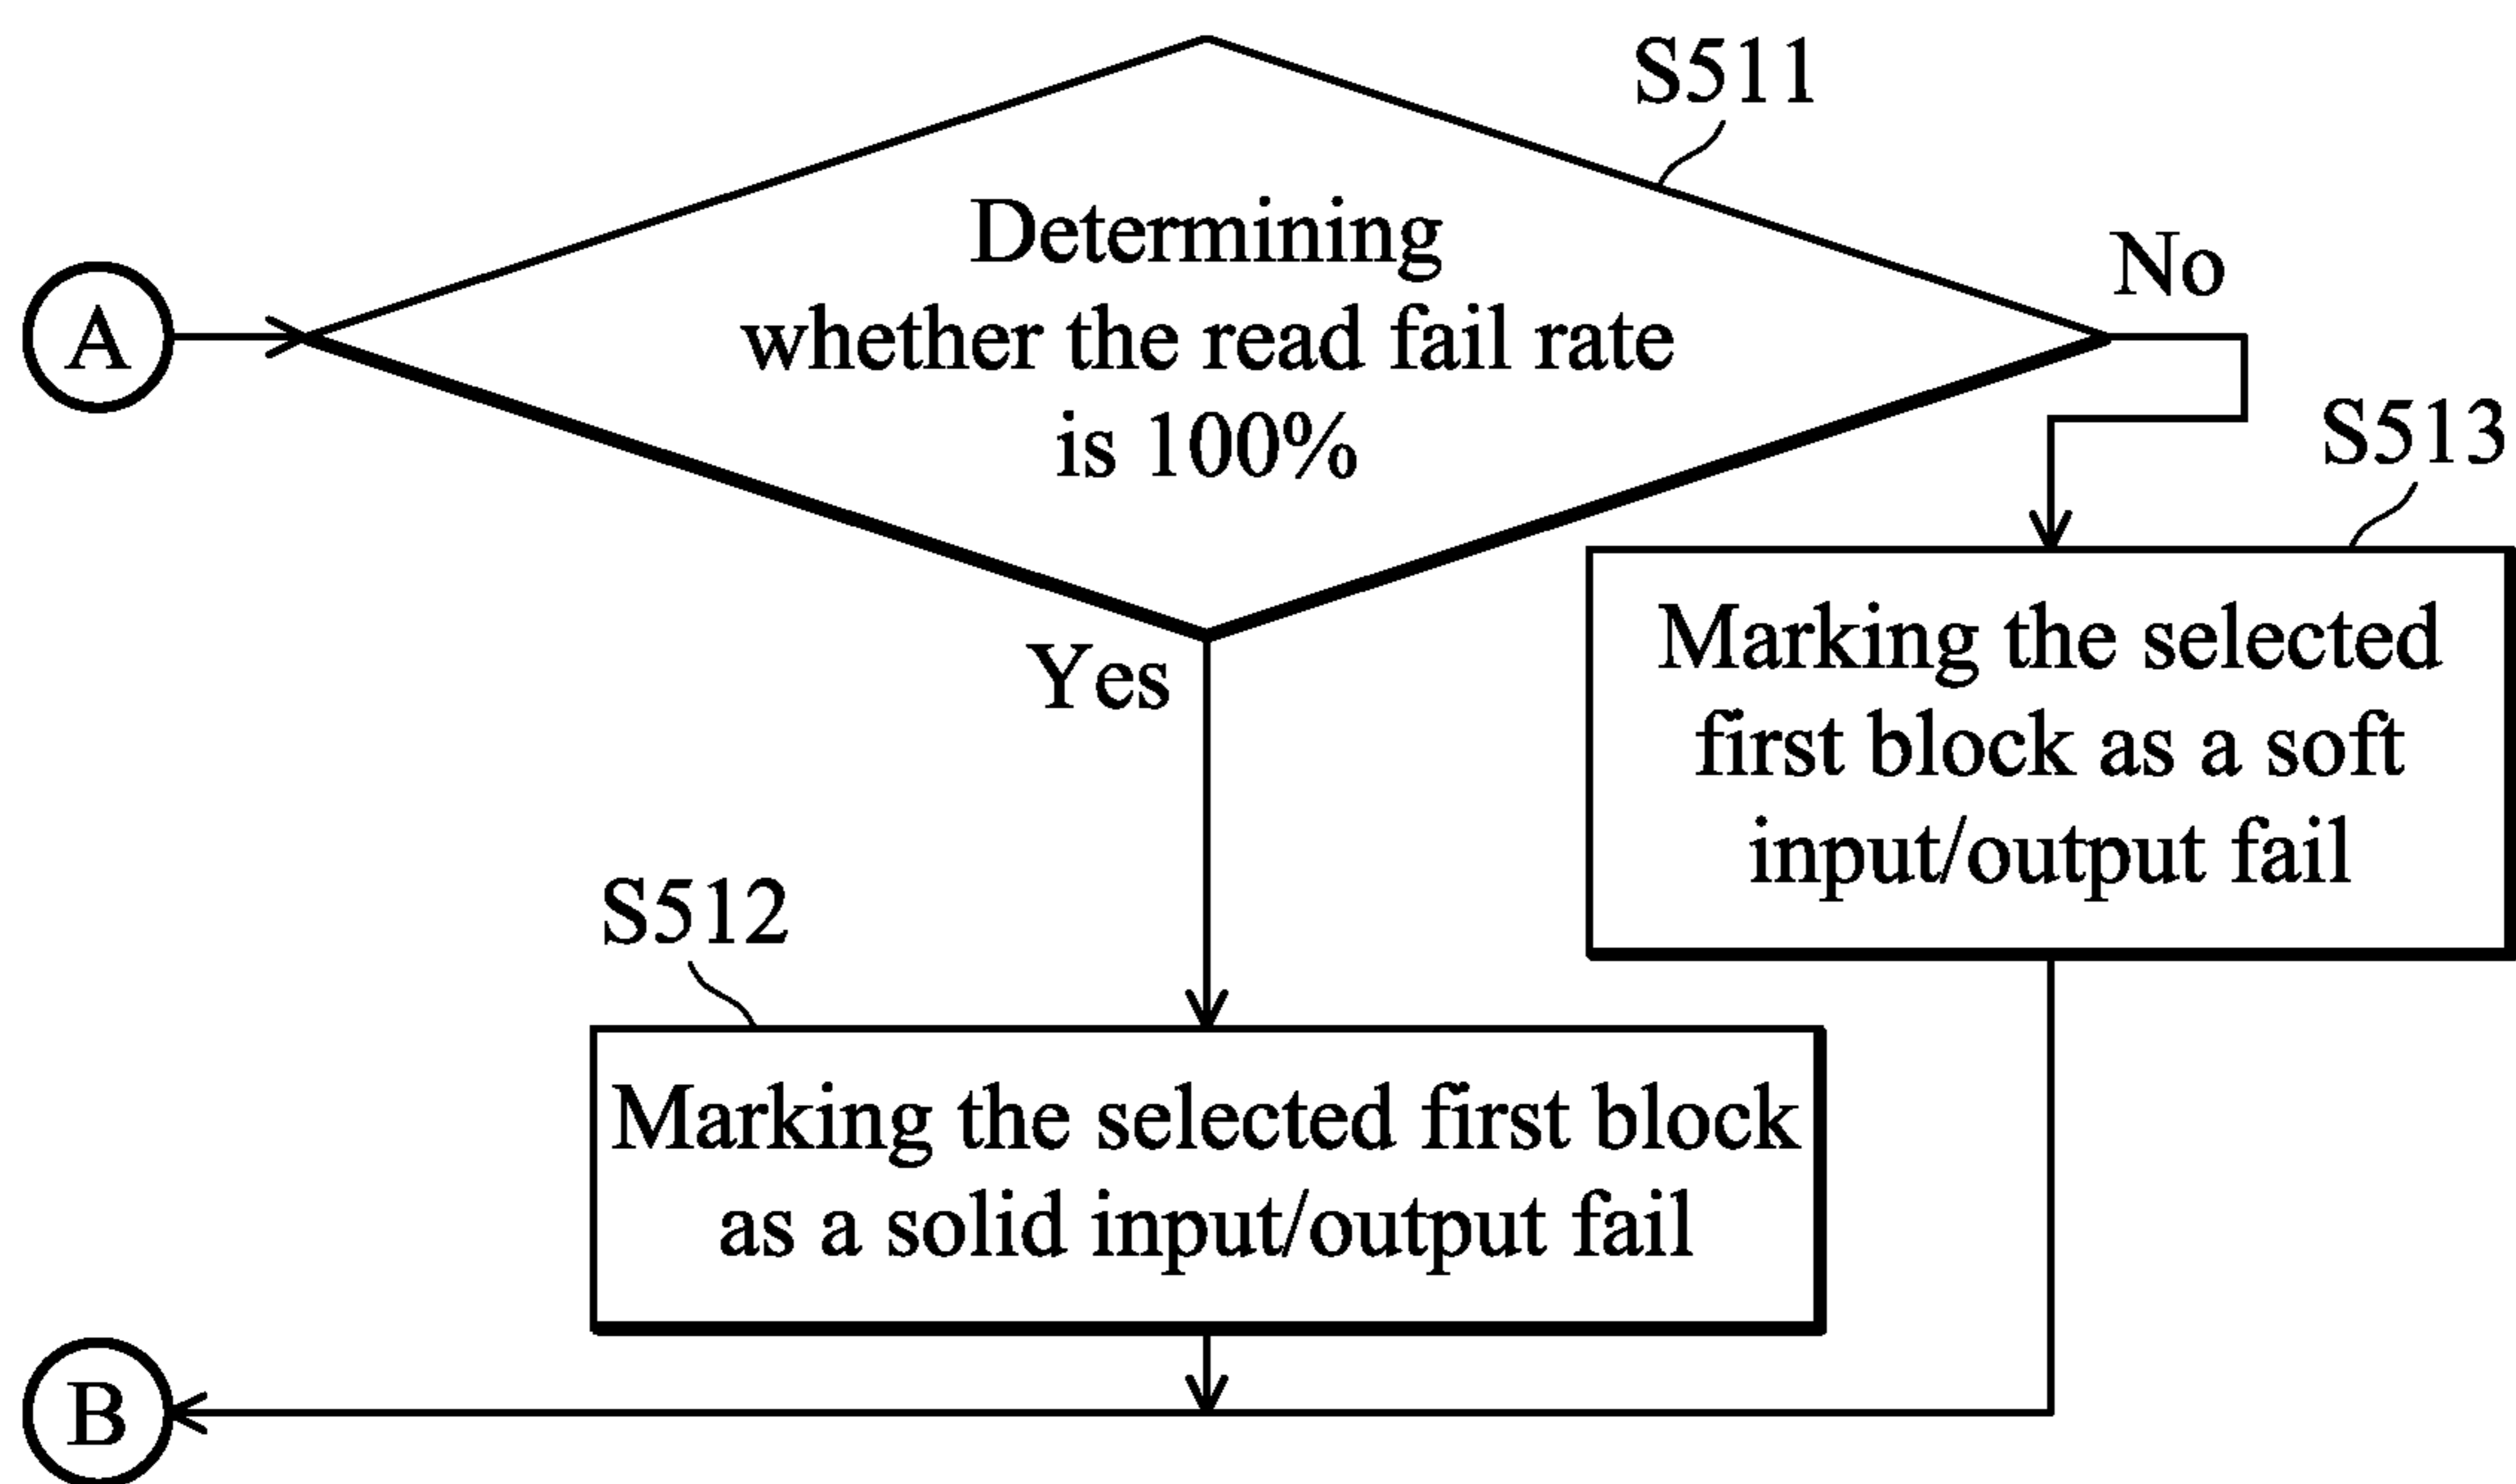 S511
Determining
whether the read fail rate
is 100%
A
No
Yes
S513
Marking the selected
first block as a soft
input/output fail
S512
Marking the selected first block
as a solid input/output fail
B